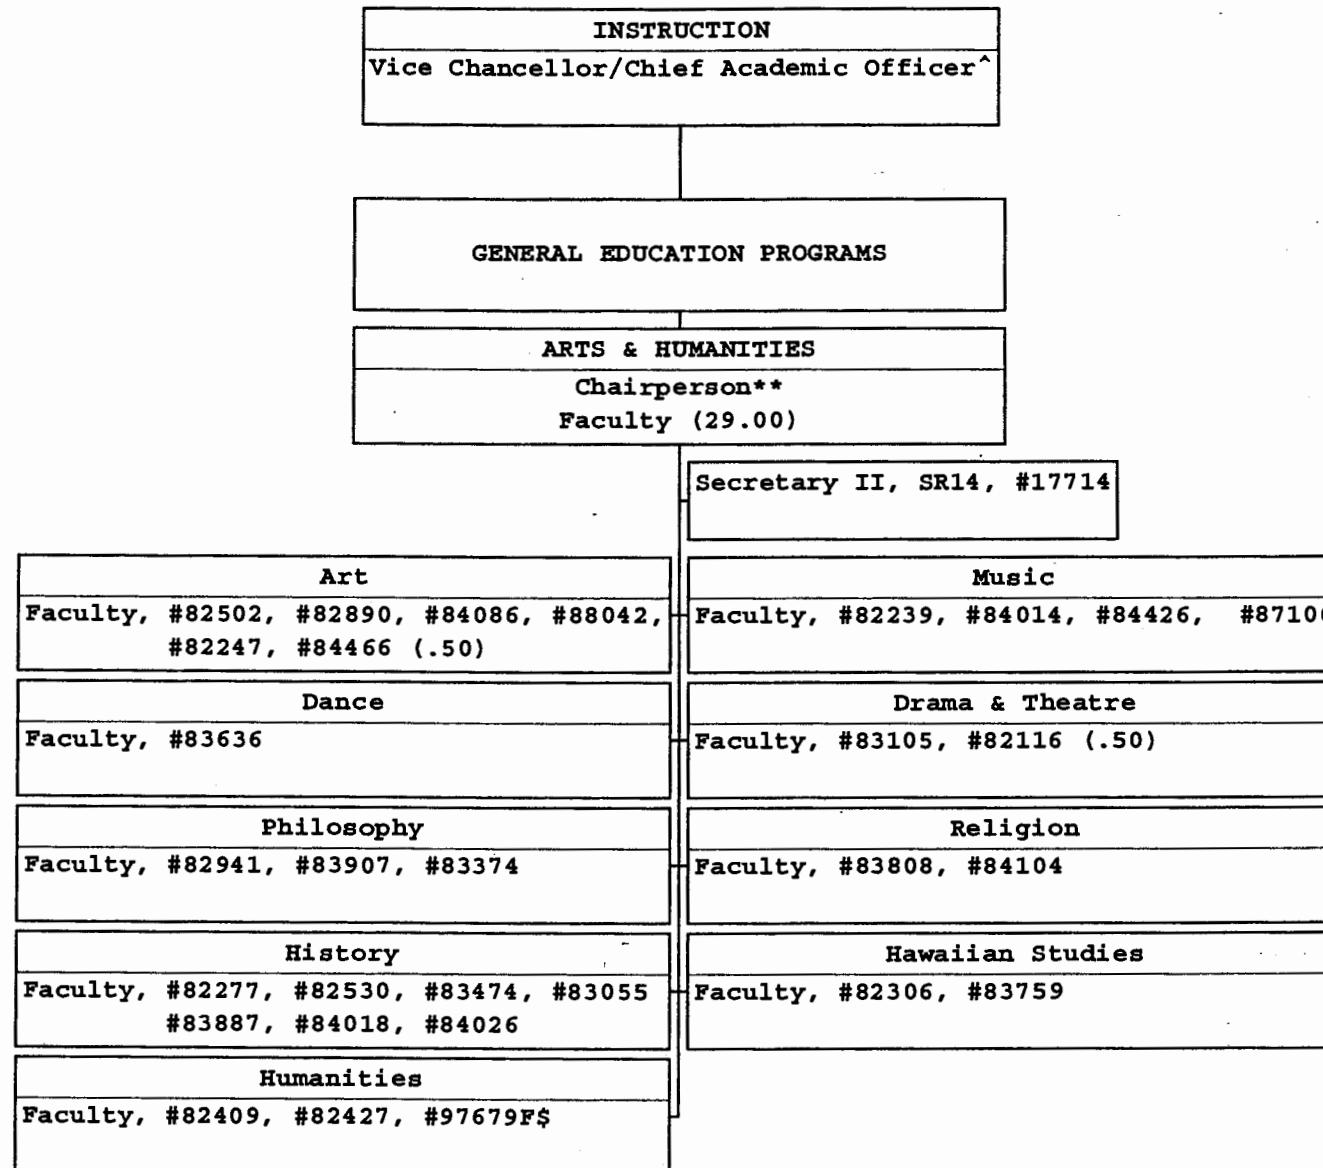 INSTRUCTION
Vice Chancellor/Chief Academic Officer^
GENERAL EDUCATION PROGRAMS
ARTS & HUMANITIES
Chairperson**
Faculty (29.00)
Secretary II, SR14, #17714
Art
Faculty, #82502, #82890, #84086, #88042,
#82247, #84466 (.50)
Music
Faculty, #82239, #84014, #84426, #8710
Dance
Faculty, #83636
Drama & Theatre
Faculty, #83105, #82116 (.50)
Philosophy
Faculty, #82941, #83907, #83374
Religion
Faculty, #83808, #84104
History
Faculty, #82277, #82530, #83474, #83055
#83887, #84018, #84026
Hawaiian Studies
Faculty, #82306, #83759
Humanities
Faculty, #82409, #82427, #97679F$